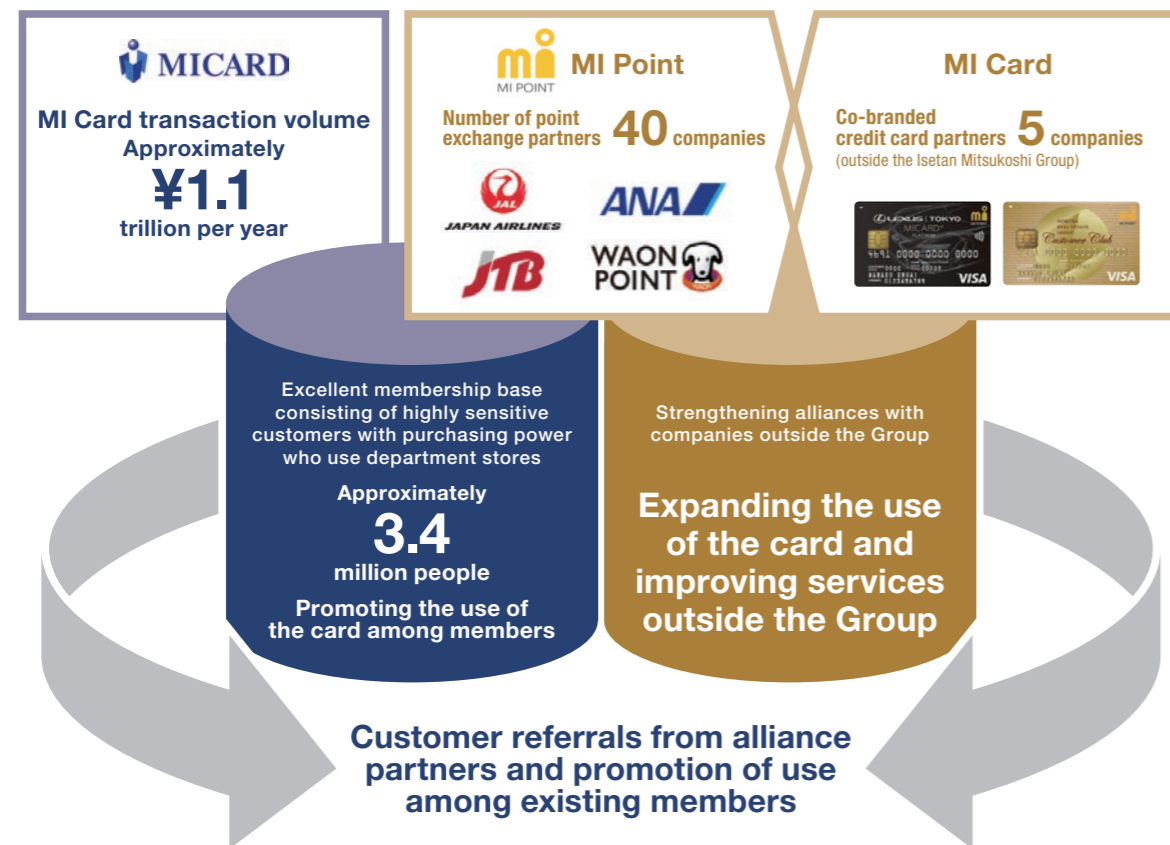 MICARD
MI Card transaction volume
Approximately
¥1.1
trillion per year
mi
MI POINT
MI Point
Number of point
exchange partners 40 companies
JAL
JAPAN AIRLINES
ANA
JTB
WAON
POINT
MI Card
Co-branded
credit card partners 5 companies
(outside the Isetan Mitsukoshi Group)
LEXUS TOKYO
mi
MICARD+
0000 0000 0000
VISA
Customer Club
VISA
Excellent membership base
consisting of highly sensitive
customers with purchasing power
who use department stores
Approximately
3.4
million people
Promoting the use of
the card among members
Strengthening alliances with
companies outside the Group
Expanding the use
of the card and
improving services
outside the Group
Customer referrals from alliance
partners and promotion of use
among existing members